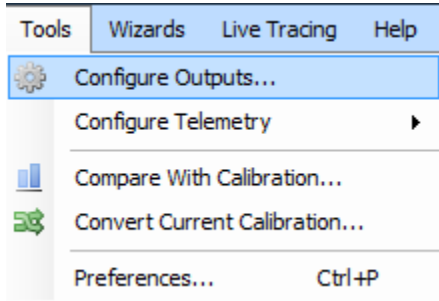 Tools Wizards Live Tracing Help
Configure Outputs...
Configure Telemetry
Compare With Calibration...
Convert Current Calibration...
Preferences... Ctrl+P